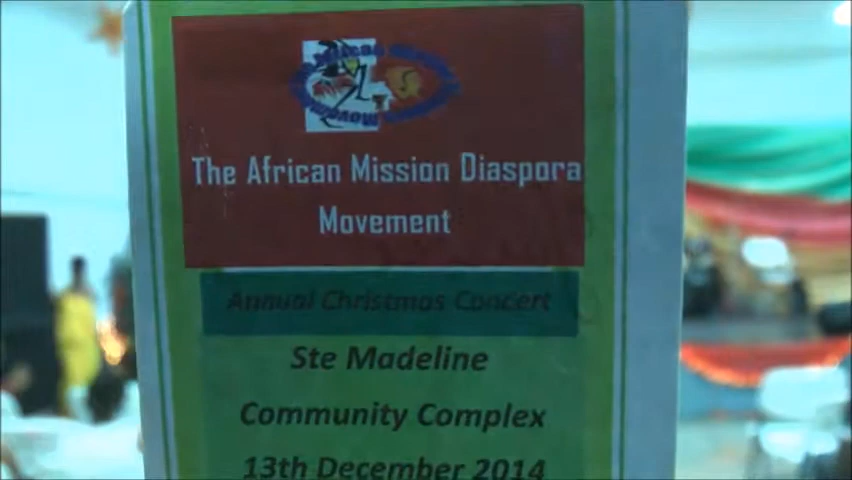 The African Mission Diaspora
Movement
Annual Christmas Concert
Ste Madeline
Community Complex
13th December 2014